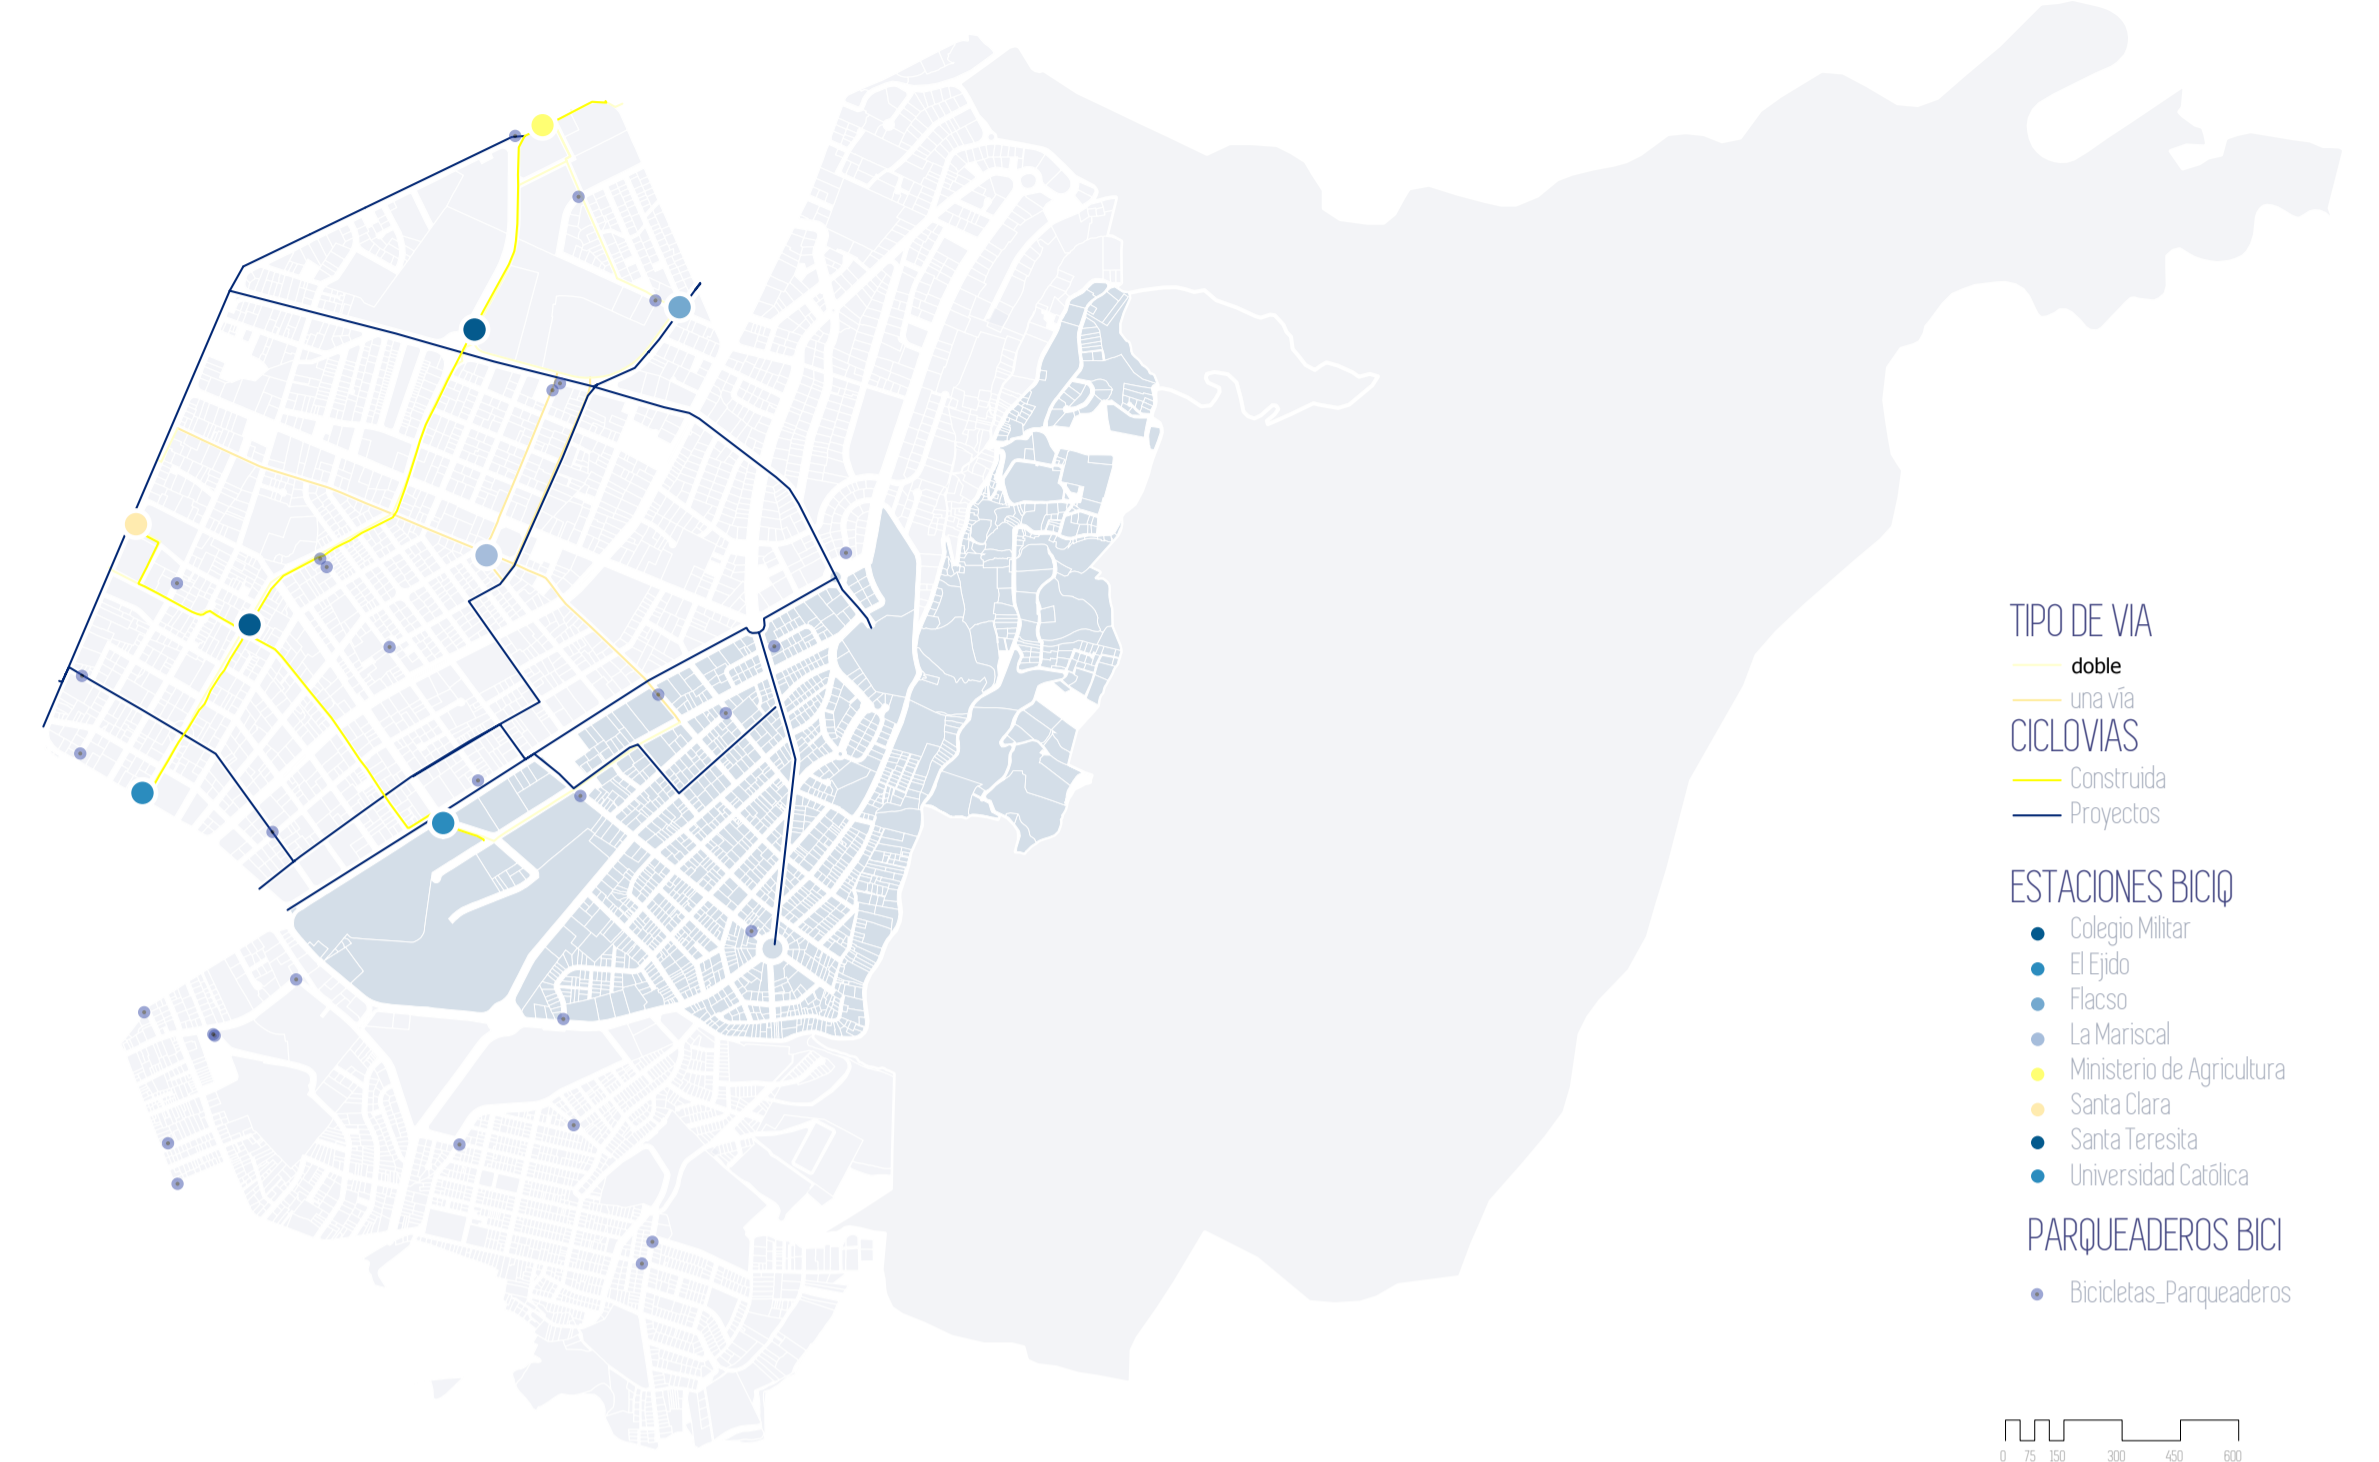 TIPO DE VIA
doble
una vía
CICLOVIAS
Construida
Proyectos
ESTACIONES BICIQ
Colegio Militar
El Ejido
Flacso
La Mariscal
Ministerio de Agricultura
Santa Clara
Santa Teresita
Universidad Católica
PARQUEADEROS BICI
Bicicletas_Parqueaderos
0 75 150 300 450 600